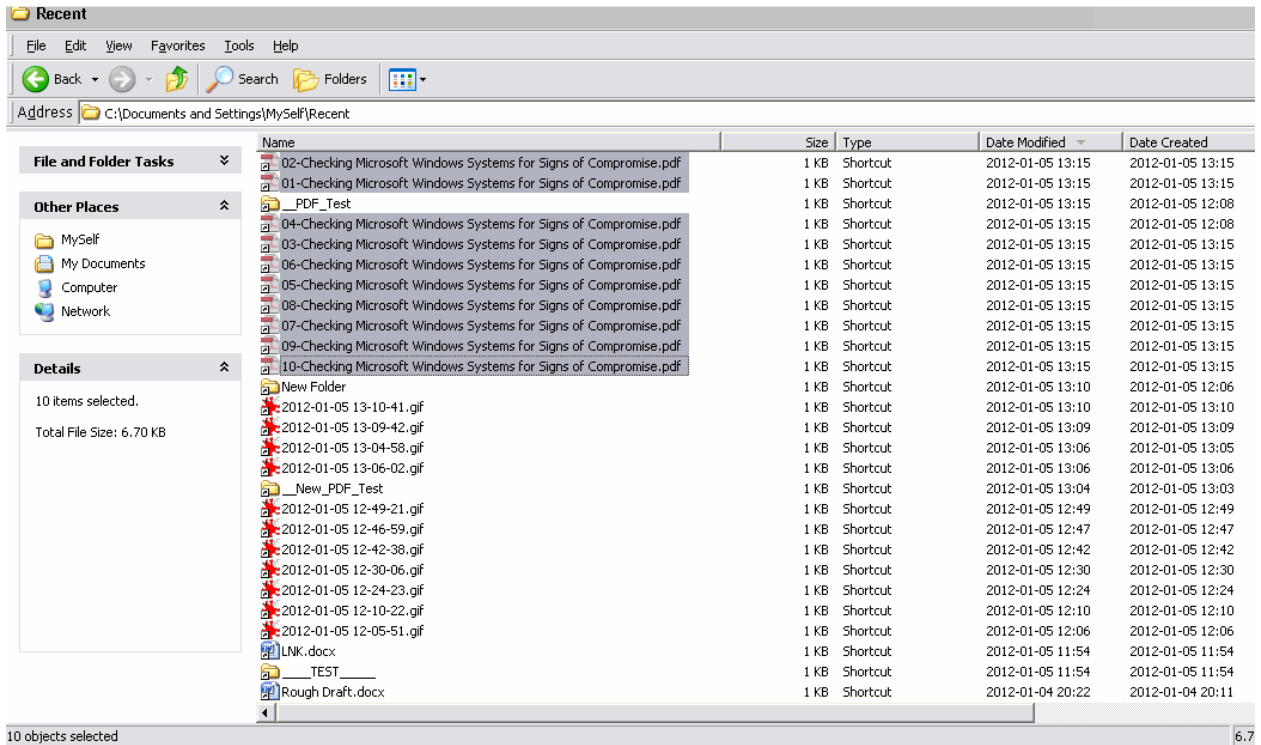 Recent
File Edit View Favorites Tools Help
Back Search Folders
Address C:\Documents and Settings\MySelf\Recent
File and Folder Tasks
Other Places
MySelf
My Documents
Computer
Network
Details
10 items selected.
Total File Size: 6.70 KB
Name Size Type Date Modified Date Created
02-Checking Microsoft Windows Systems for Signs of Compromise.pdf 1 KB Shortcut 2012-01-05 13:15 2012-01-05 13:15
01-Checking Microsoft Windows Systems for Signs of Compromise.pdf 1 KB Shortcut 2012-01-05 13:15 2012-01-05 13:15
__PDF_Test 1 KB Shortcut 2012-01-05 13:15 2012-01-05 12:08
04-Checking Microsoft Windows Systems for Signs of Compromise.pdf 1 KB Shortcut 2012-01-05 13:15 2012-01-05 12:08
03-Checking Microsoft Windows Systems for Signs of Compromise.pdf 1 KB Shortcut 2012-01-05 13:15 2012-01-05 13:15
06-Checking Microsoft Windows Systems for Signs of Compromise.pdf 1 KB Shortcut 2012-01-05 13:15 2012-01-05 13:15
05-Checking Microsoft Windows Systems for Signs of Compromise.pdf 1 KB Shortcut 2012-01-05 13:15 2012-01-05 13:15
08-Checking Microsoft Windows Systems for Signs of Compromise.pdf 1 KB Shortcut 2012-01-05 13:15 2012-01-05 13:15
07-Checking Microsoft Windows Systems for Signs of Compromise.pdf 1 KB Shortcut 2012-01-05 13:15 2012-01-05 13:15
09-Checking Microsoft Windows Systems for Signs of Compromise.pdf 1 KB Shortcut 2012-01-05 13:15 2012-01-05 13:15
10-Checking Microsoft Windows Systems for Signs of Compromise.pdf 1 KB Shortcut 2012-01-05 13:15 2012-01-05 13:15
New Folder 1 KB Shortcut 2012-01-05 13:10 2012-01-05 12:06
2012-01-05 13-10-41.gif 1 KB Shortcut 2012-01-05 13:10 2012-01-05 13:10
2012-01-05 13-09-42.gif 1 KB Shortcut 2012-01-05 13:09 2012-01-05 13:09
2012-01-05 13-04-58.gif 1 KB Shortcut 2012-01-05 13:06 2012-01-05 13:05
2012-01-05 13-06-02.gif 1 KB Shortcut 2012-01-05 13:06 2012-01-05 13:06
__New_PDF_Test 1 KB Shortcut 2012-01-05 13:04 2012-01-05 13:03
2012-01-05 12-49-21.gif 1 KB Shortcut 2012-01-05 12:49 2012-01-05 12:49
2012-01-05 12-46-59.gif 1 KB Shortcut 2012-01-05 12:47 2012-01-05 12:47
2012-01-05 12-42-38.gif 1 KB Shortcut 2012-01-05 12:42 2012-01-05 12:42
2012-01-05 12-30-06.gif 1 KB Shortcut 2012-01-05 12:30 2012-01-05 12:30
2012-01-05 12-24-23.gif 1 KB Shortcut 2012-01-05 12:24 2012-01-05 12:24
2012-01-05 12-10-22.gif 1 KB Shortcut 2012-01-05 12:10 2012-01-05 12:10
2012-01-05 12-05-51.gif 1 KB Shortcut 2012-01-05 12:06 2012-01-05 12:06
LNK.docx 1 KB Shortcut 2012-01-05 11:54 2012-01-05 11:54
____TEST_____ 1 KB Shortcut 2012-01-05 11:54 2012-01-05 11:54
Rough Draft.docx 1 KB Shortcut 2012-01-04 20:22 2012-01-04 20:11
10 objects selected 6.7